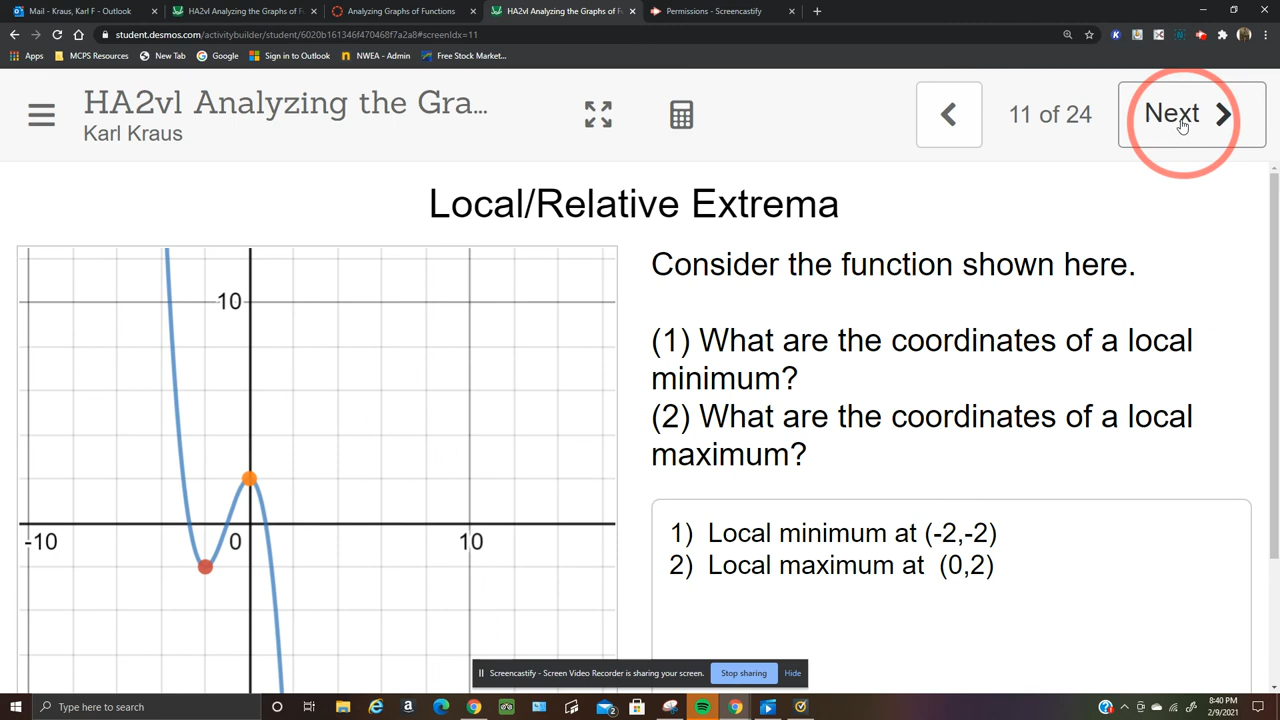 Mail – Kraus, Karl F - Outlook
HA2vl Analyzing the Graphs of Fu
Analyzing Graphs of Functions
HA2vl Analyzing the Graphs of F
Permissions - Screencastify
student.desmos.com/activitybuilder/student/6020b161346f470468f7a2a8#screenIdx=11
Apps
MCPS Resources
New Tab
Google
Sign in to Outlook
NWEA - Admin
Free Stock Market...
HA2vl Analyzing the Gra...
Karl Kraus
11 of 24
Next
Local/Relative Extrema
10
-10
0
10
Consider the function shown here.
(1) What are the coordinates of a local
minimum?
(2) What are the coordinates of a local
maximum?
1) Local minimum at (-2,-2)
2) Local maximum at (0,2)
Screencastify - Screen Video Recorder is sharing your screen.
Stop sharing
Hide
Type here to search
8:40 PM
2/9/2021